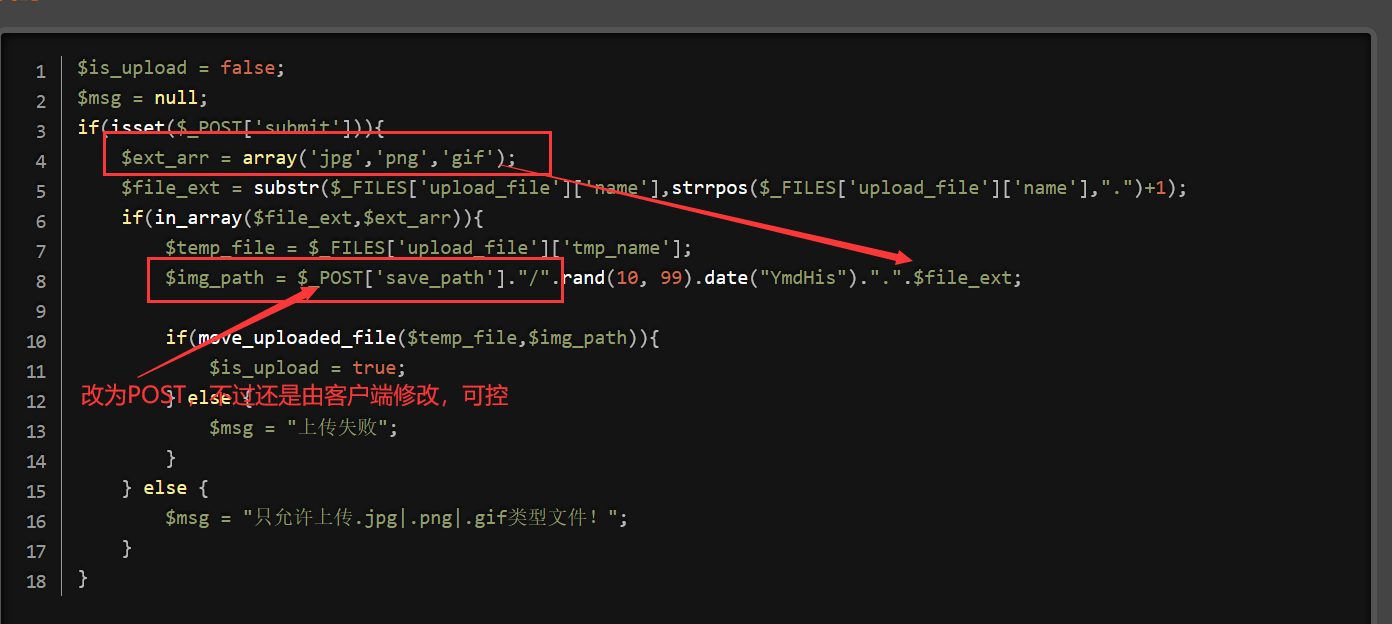 1 $is_upload = false;
2 $msg = null;
3 if(isset($_POST['submit'])){
4 $ext_arr = array('jpg','png','gif');
5 $file_ext = substr($_FILES['upload_file']['name'],strrpos($_FILES['upload_file']['name'],".")+1);
6 if(in_array($file_ext,$ext_arr)){
7 $temp_file = $_FILES['upload_file']['tmp_name'];
8 $img_path = $_POST['save_path']."/".rand(10, 99).date("YmdHis").".".$file_ext;
9
10 if(move_uploaded_file($temp_file,$img_path)){
11 $is_upload = true;
12 } else {
改为POST，不过还是由客户端修改，可控
13 $msg = "上传失败";
14 }
15 } else {
16 $msg = "只允许上传.jpg|.png|.gif类型文件！";
17 }
18 }